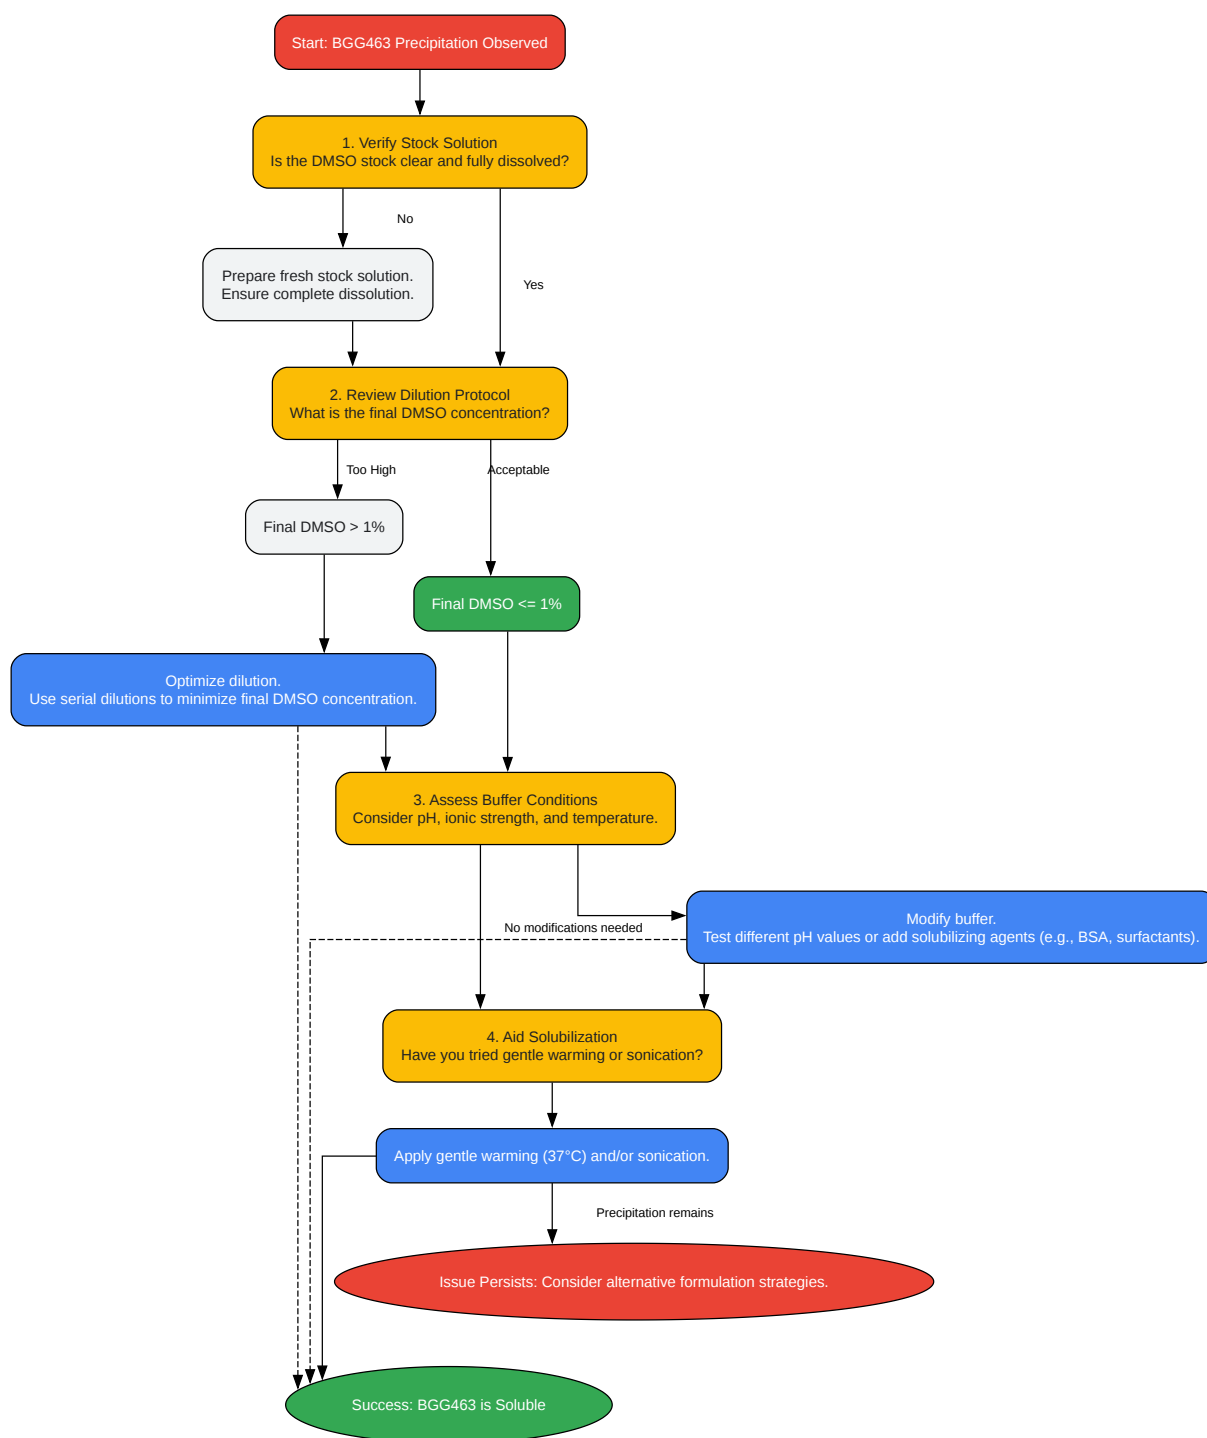 Start: BGG463 Precipitation Observed
1. Verify Stock Solution
Is the DMSO stock clear and fully dissolved?
No
Prepare fresh stock solution.
Ensure complete dissolution.
Yes
2. Review Dilution Protocol
What is the final DMSO concentration?
Too High
Acceptable
Final DMSO > 1%
Final DMSO <= 1%
Optimize dilution.
Use serial dilutions to minimize final DMSO concentration.
3. Assess Buffer Conditions
Consider pH, ionic strength, and temperature.
Modify buffer.
Test different pH values or add solubilizing agents (e.g., BSA, surfactants).
No modifications needed
4. Aid Solubilization
Have you tried gentle warming or sonication?
Apply gentle warming (37°C) and/or sonication.
Precipitation remains
Issue Persists: Consider alternative formulation strategies.
Success: BGG463 is Soluble